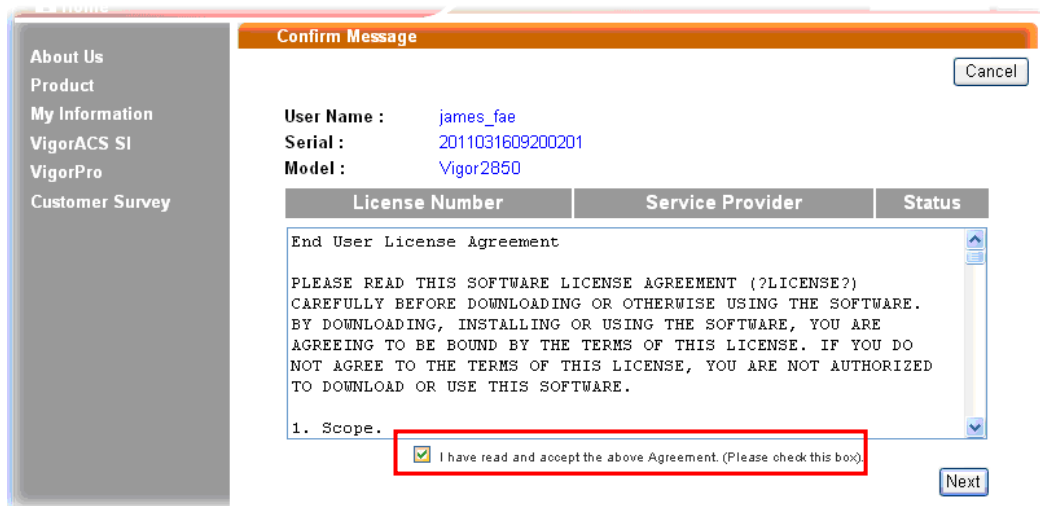 Confirm Message
About Us
Product
My Information
VigorACS SI
VigorPro
Customer Survey
Cancel
User Name : james_fae
Serial : 2011031609200201
Model : Vigor2850
License Number Service Provider Status
End User License Agreement
PLEASE READ THIS SOFTWARE LICENSE AGREEMENT (?LICENSE?)
CAREFULLY BEFORE DOWNLOADING OR OTHERWISE USING THE SOFTWARE.
BY DOWNLOADING, INSTALLING OR USING THE SOFTWARE, YOU ARE
AGREEING TO BE BOUND BY THE TERMS OF THIS LICENSE. IF YOU DO
NOT AGREE TO THE TERMS OF THIS LICENSE, YOU ARE NOT AUTHORIZED
TO DOWNLOAD OR USE THIS SOFTWARE.
1. Scope.
I have read and accept the above Agreement. (Please check this box).
Next